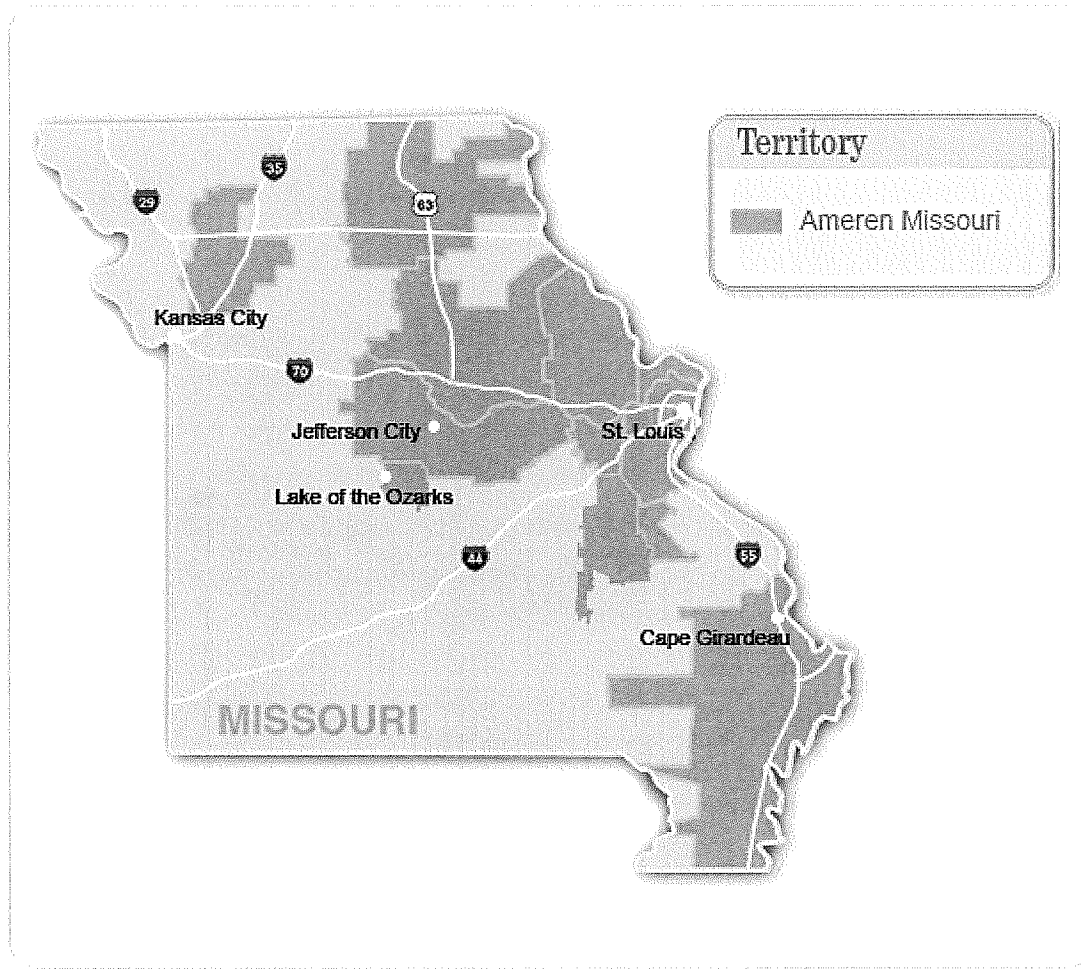 Territory
Ameren Missouri
35
29
63
Kansas City
70
Jefferson City
St. Louis
Lake of the Ozarks
44
55
Cape Girardeau
MISSOURI